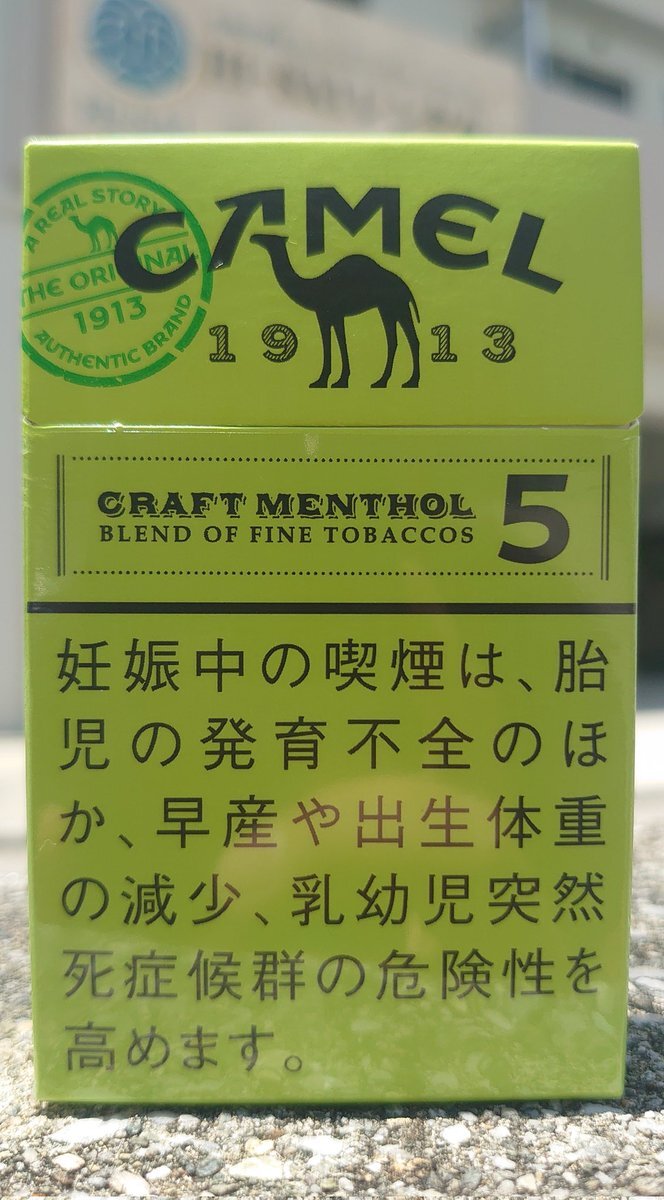 CAMEL
1913
A REAL STORY
THE ORIGINAL
1913
AUTHENTIC BRAND
CRAFT MENTHOL
BLEND OF FINE TOBACCOS
5
妊娠中の喫煙は、胎
児の発育不全のほ
か、早産や出生体重
の減少、乳幼児突然
死症候群の危険性を
高めます。